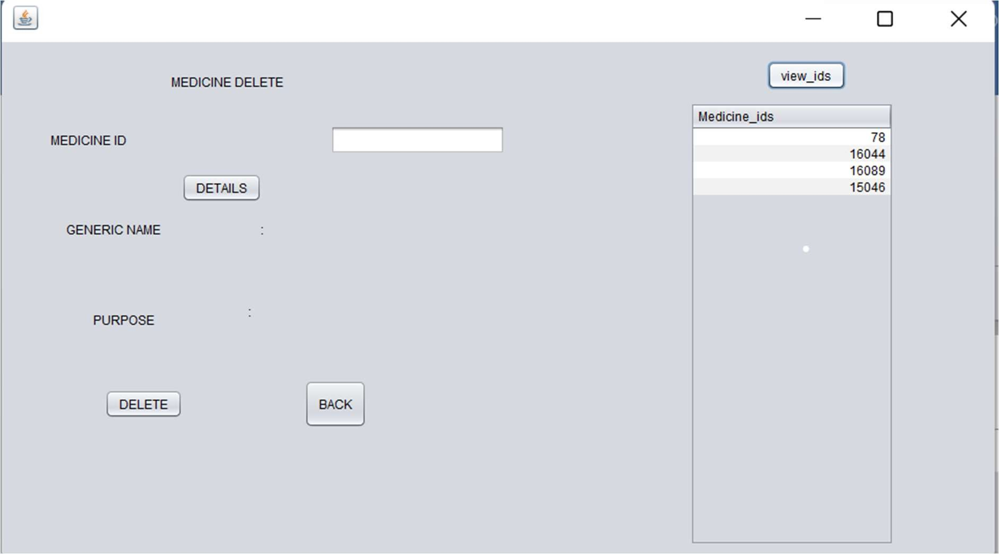 MEDICINE DELETE
view_ids
MEDICINE ID
Medicine_ids
78
16044
16089
15046
DETAILS
GENERIC NAME :
PURPOSE :
DELETE
BACK